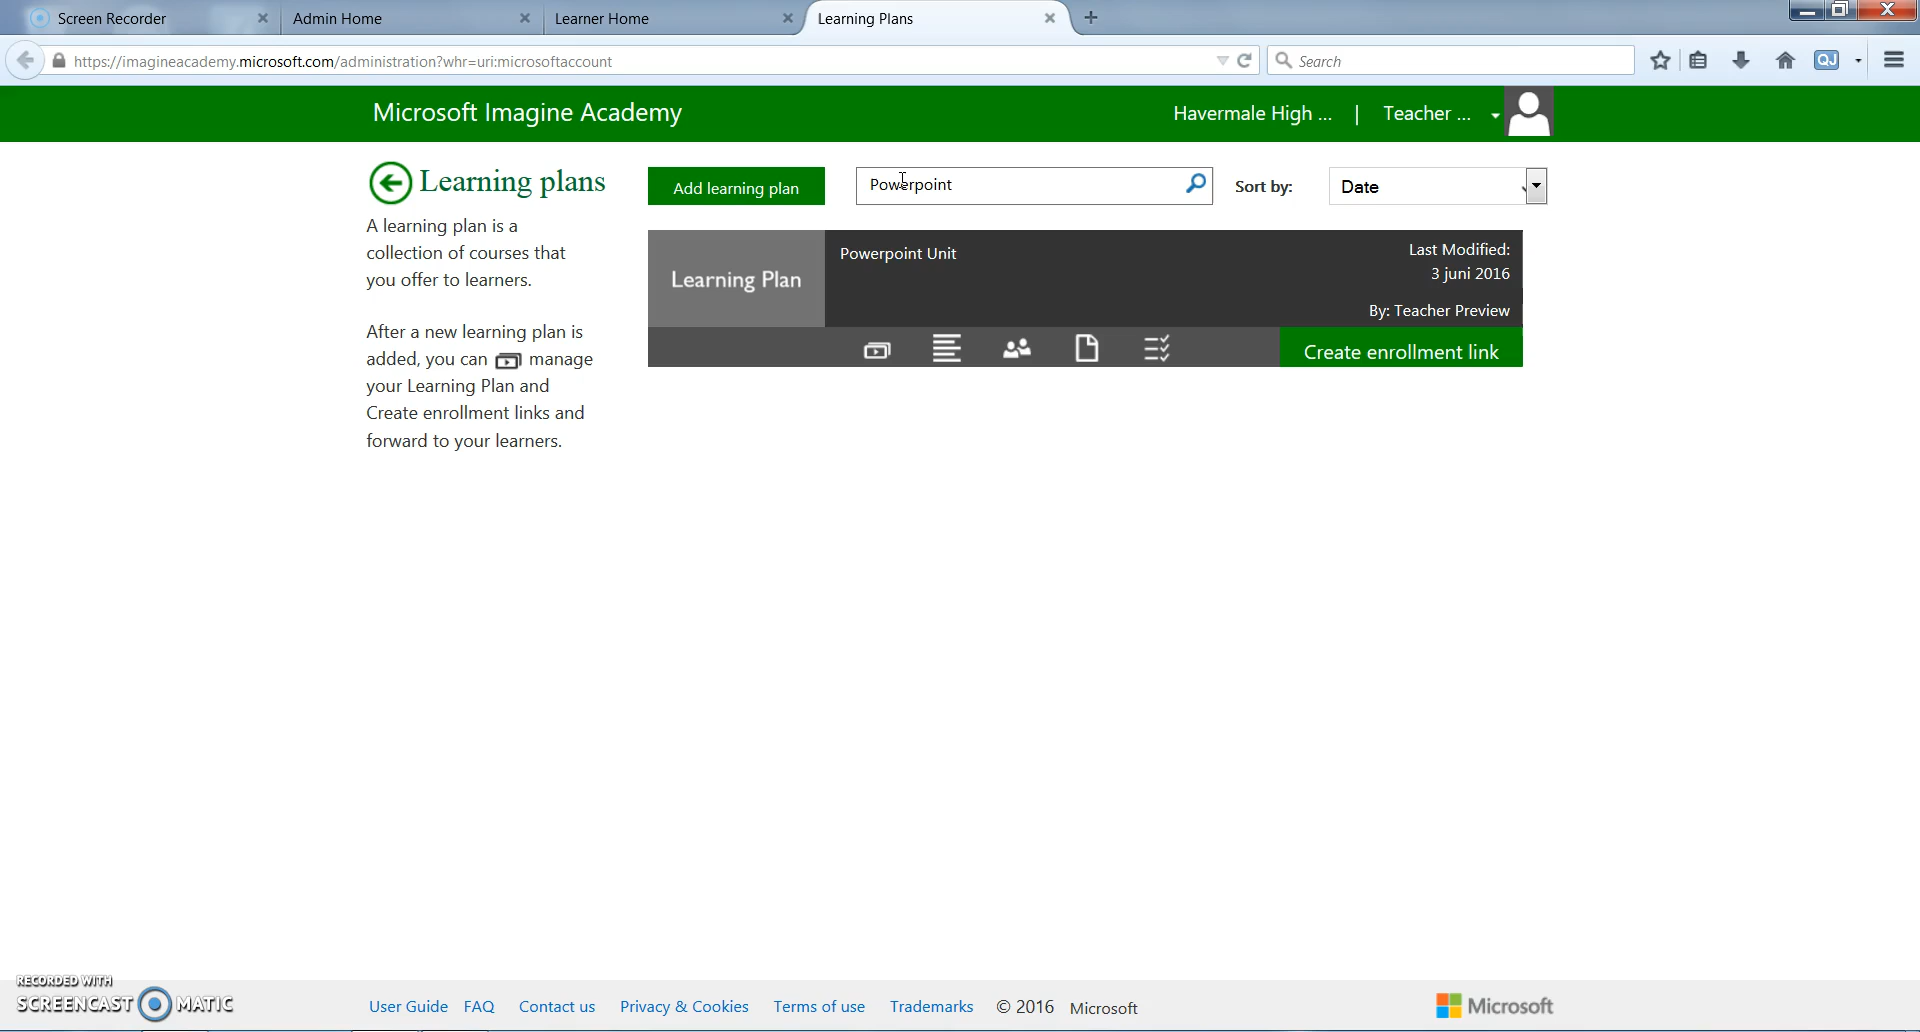 Screen Recorder
Admin Home
Learner Home
Learning Plans
https://imagineacademy.microsoft.com/administration?whr=uri:microsoftaccount
Search
QJ
Microsoft Imagine Academy
Havermale High ... | Teacher ...
Learning plans
Add learning plan
Powerpoint
Sort by:
Date
A learning plan is a
collection of courses that
you offer to learners.
After a new learning plan is
added, you can manage
your Learning Plan and
Create enrollment links and
forward to your learners.
Learning Plan
Powerpoint Unit
Last Modified:
3 juni 2016
By: Teacher Preview
Create enrollment link
RECORDED WITH
SCREENCAST MATIC
User Guide FAQ Contact us Privacy & Cookies Terms of use Trademarks © 2016 Microsoft
Microsoft